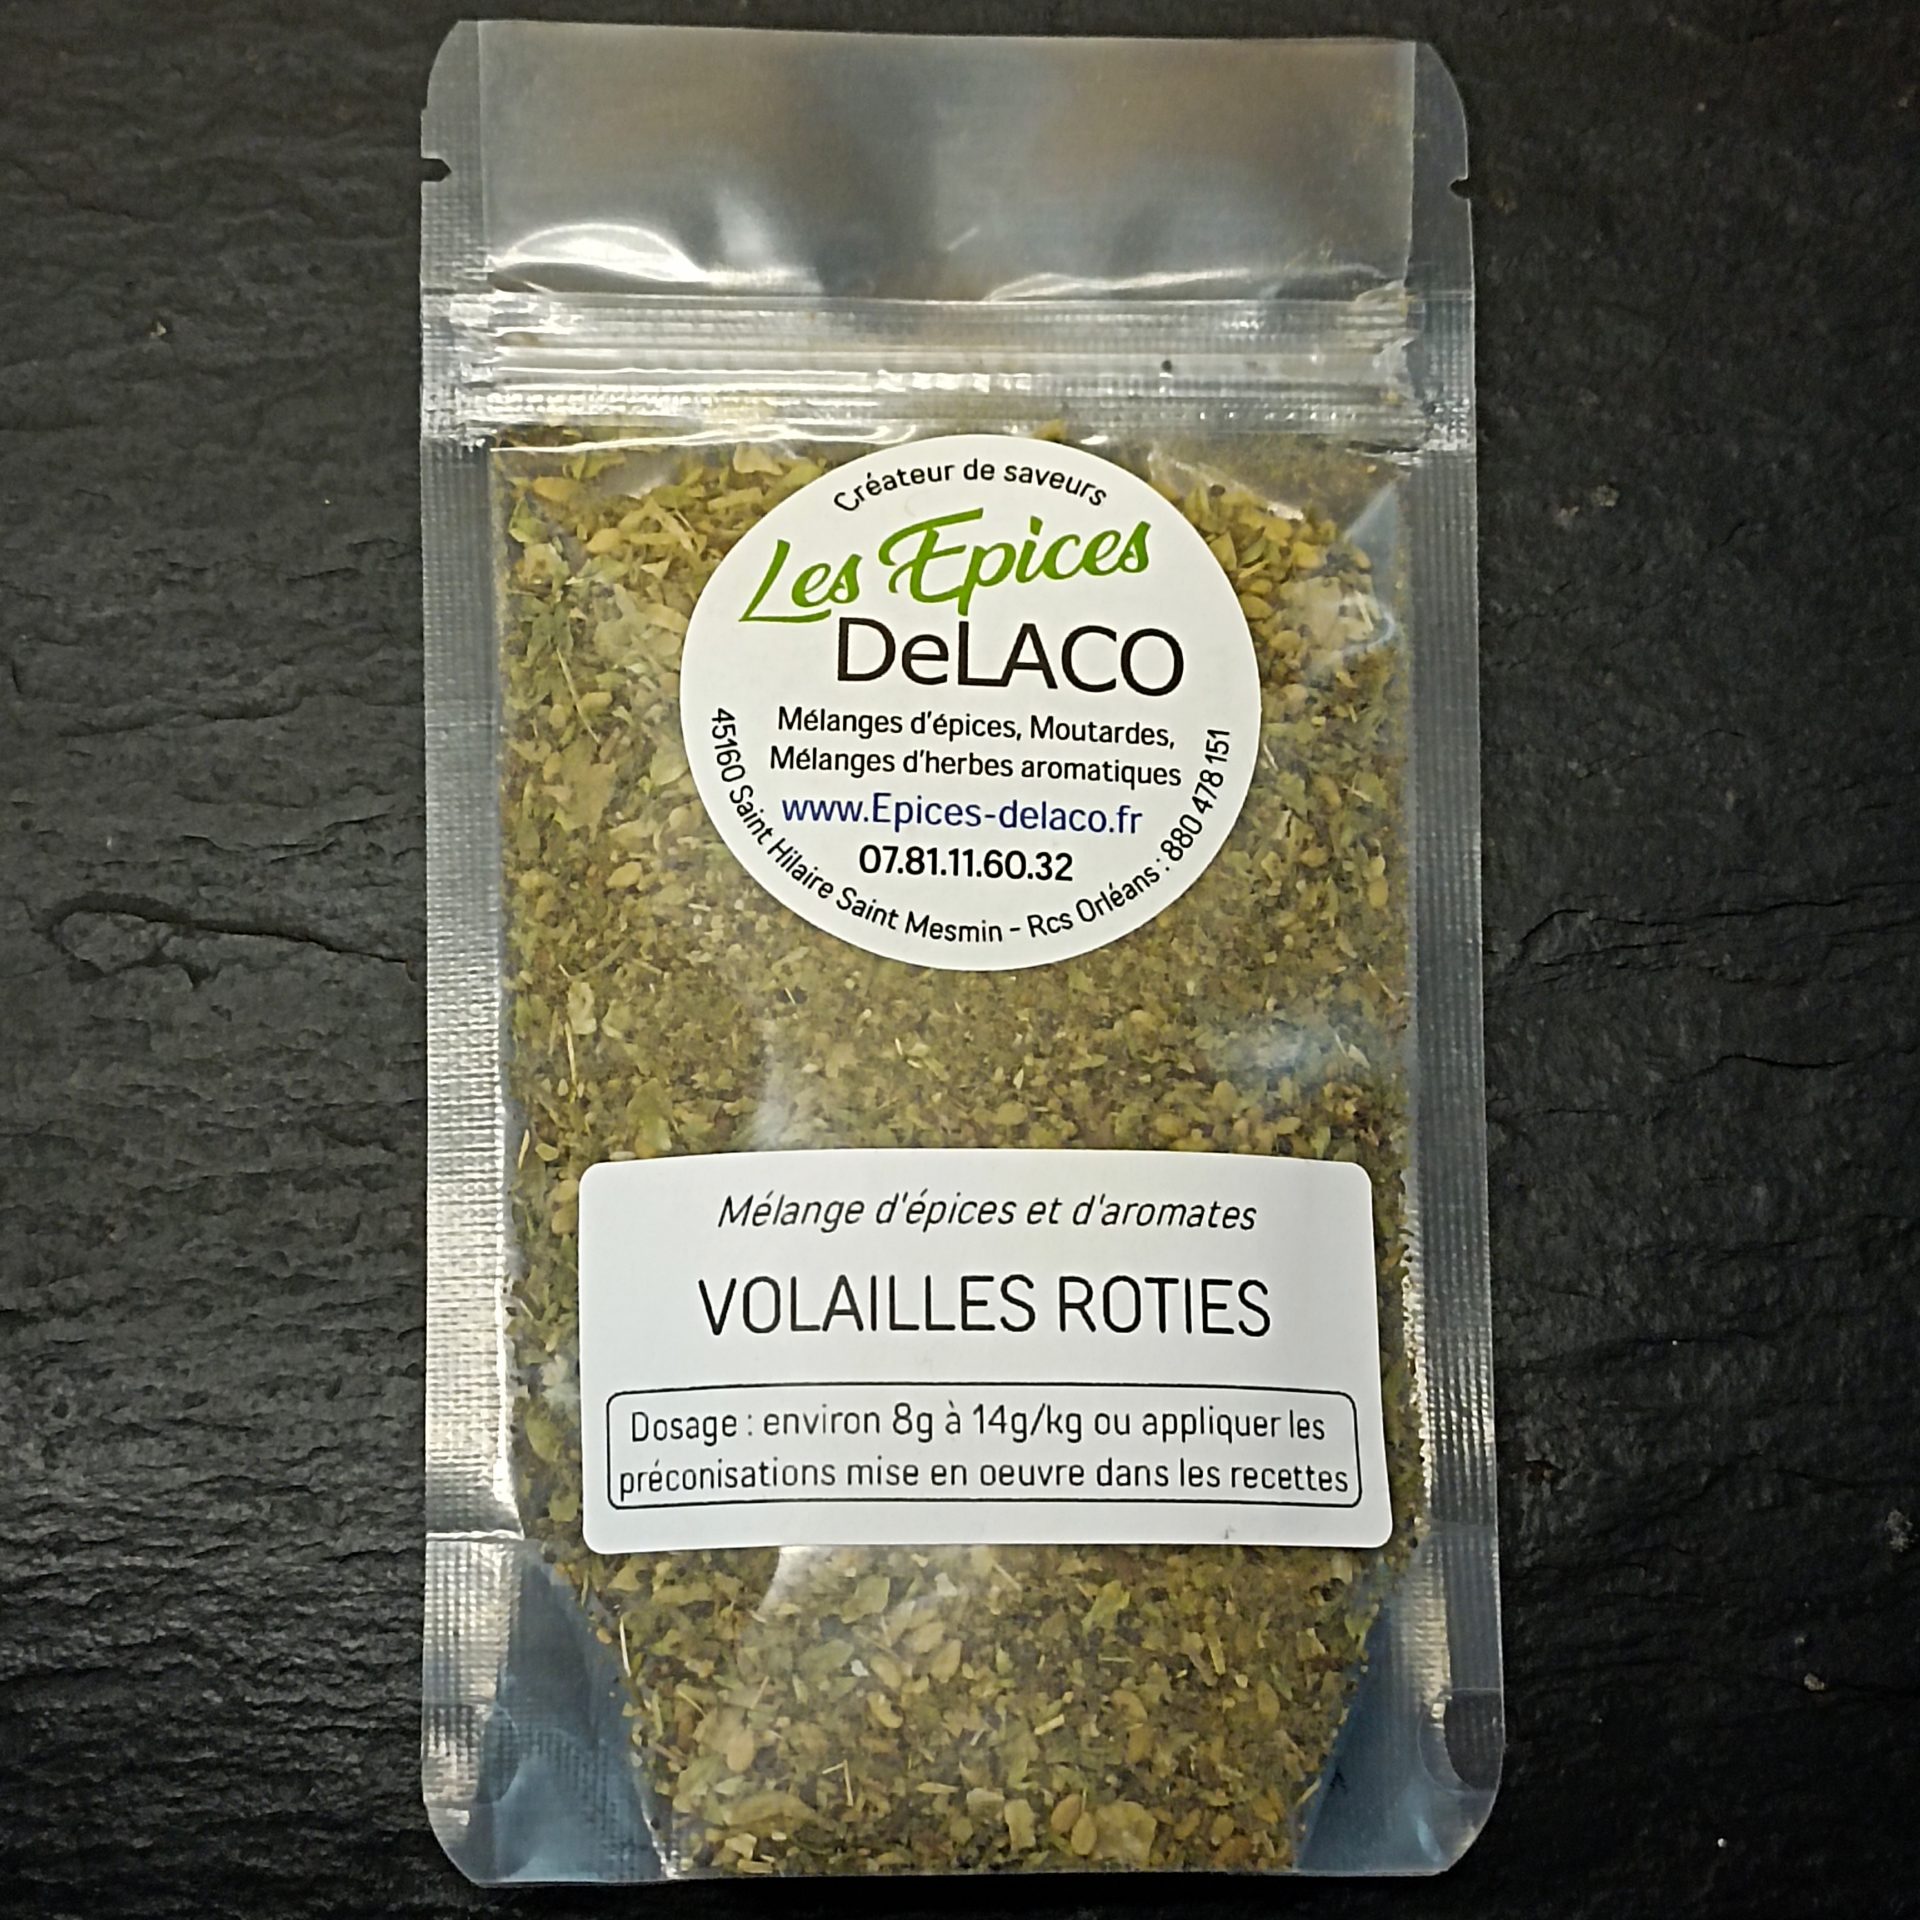 Créateur de saveurs
Les Epices
DeLACO
Mélanges d'épices, Moutardes,
Mélanges d'herbes aromatiques
www.Epices-delaco.fr
07.81.11.60.32
45160 Saint Hilaire Saint Mesmin - Rcs Orléans : 880 478 151
Mélange d'épices et d'aromates
VOLAILLES ROTIES
Dosage : environ 8g à 14g/kg ou appliquer les
préconisations mise en oeuvre dans les recettes